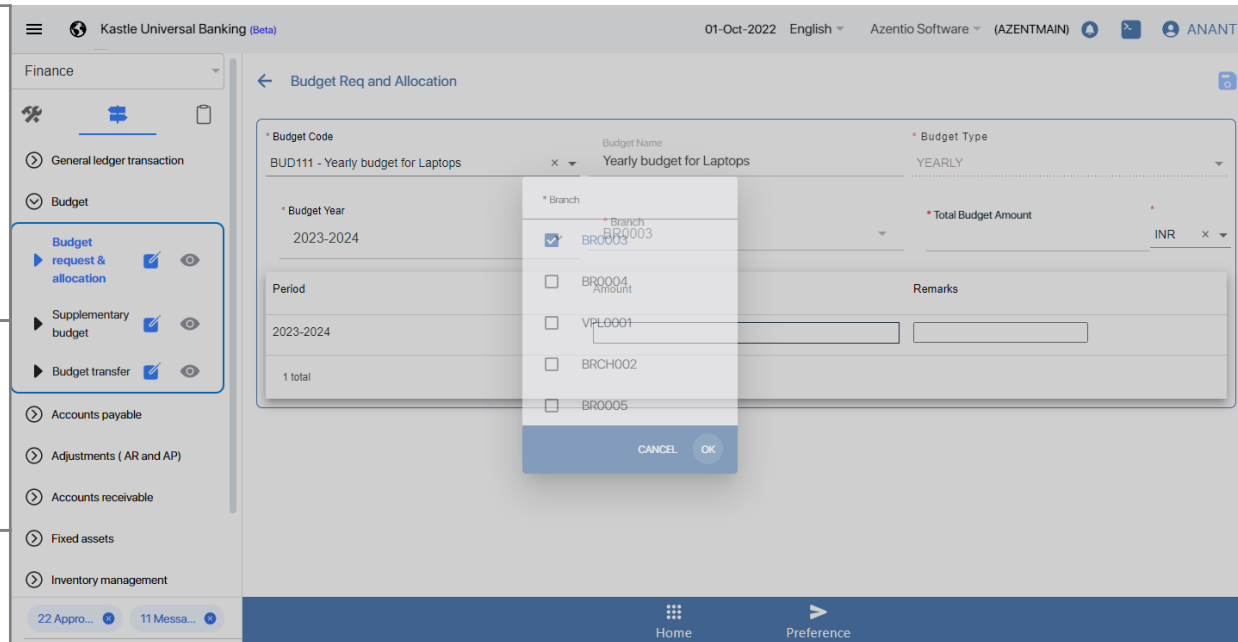 Kastle Universal Banking (Beta)
01-Oct-2022 English Azentio Software (AZENTMAIN) ANANT
Finance
General ledger transaction
Budget
Budget
request &
allocation
Supplementary
budget
Budget transfer
Accounts payable
Adjustments ( AR and AP)
Accounts receivable
Fixed assets
Inventory management
22 Appro...
11 Messa...
Budget Req and Allocation
* Budget Code
BUD111 - Yearly budget for Laptops
Budget Name
Yearly budget for Laptops
* Budget Type
YEARLY
* Budget Year
2023-2024
* Branch
BR0003
* Total Budget Amount
*
INR
Period
Amount
Remarks
2023-2024
1 total
* Branch
BR0003
BR0004
VPL0001
BRCH002
BR0005
CANCEL OK
Home
Preference